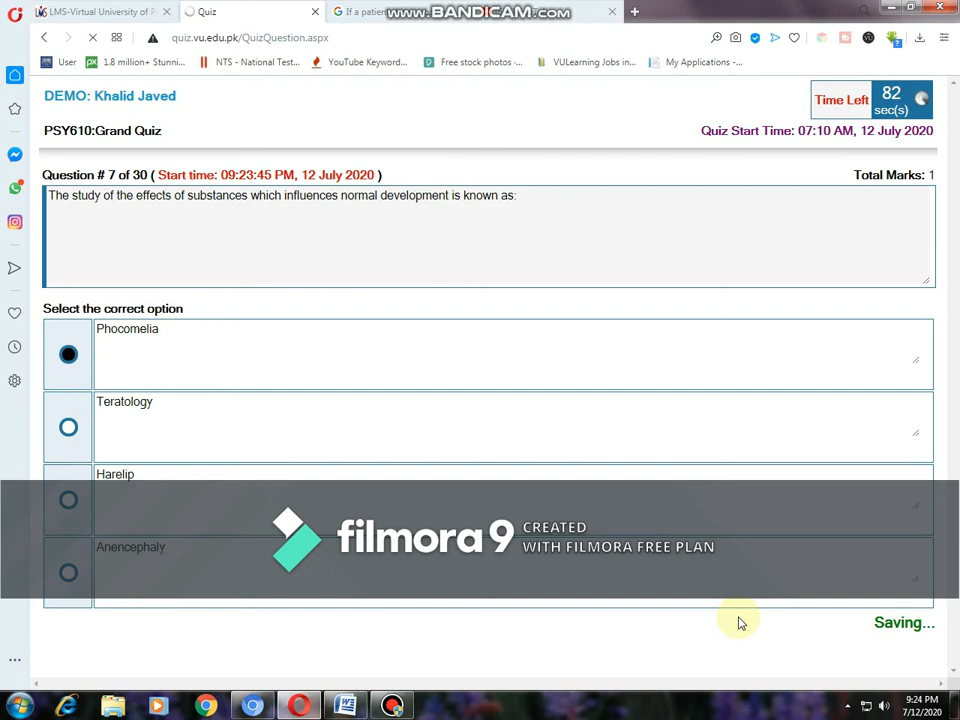 LMS-Virtual University of P
Quiz
If a patien
www.BANDICAM.com
quiz.vu.edu.pk/QuizQuestion.aspx
User
1.8 million+ Stunni...
NTS - National Test...
YouTube Keyword...
Free stock photos -...
VULearning Jobs in...
My Applications -...
DEMO: Khalid Javed
Time Left
82
sec(s)
PSY610:Grand Quiz
Quiz Start Time: 07:10 AM, 12 July 2020
Question # 7 of 30 ( Start time: 09:23:45 PM, 12 July 2020 )
Total Marks: 1
The study of the effects of substances which influences normal development is known as:
Select the correct option
Phocomelia
Teratology
Harelip
filmora 9
CREATED
WITH FILMORA FREE PLAN
Anencephaly
Saving...
9:24 PM
7/12/2020